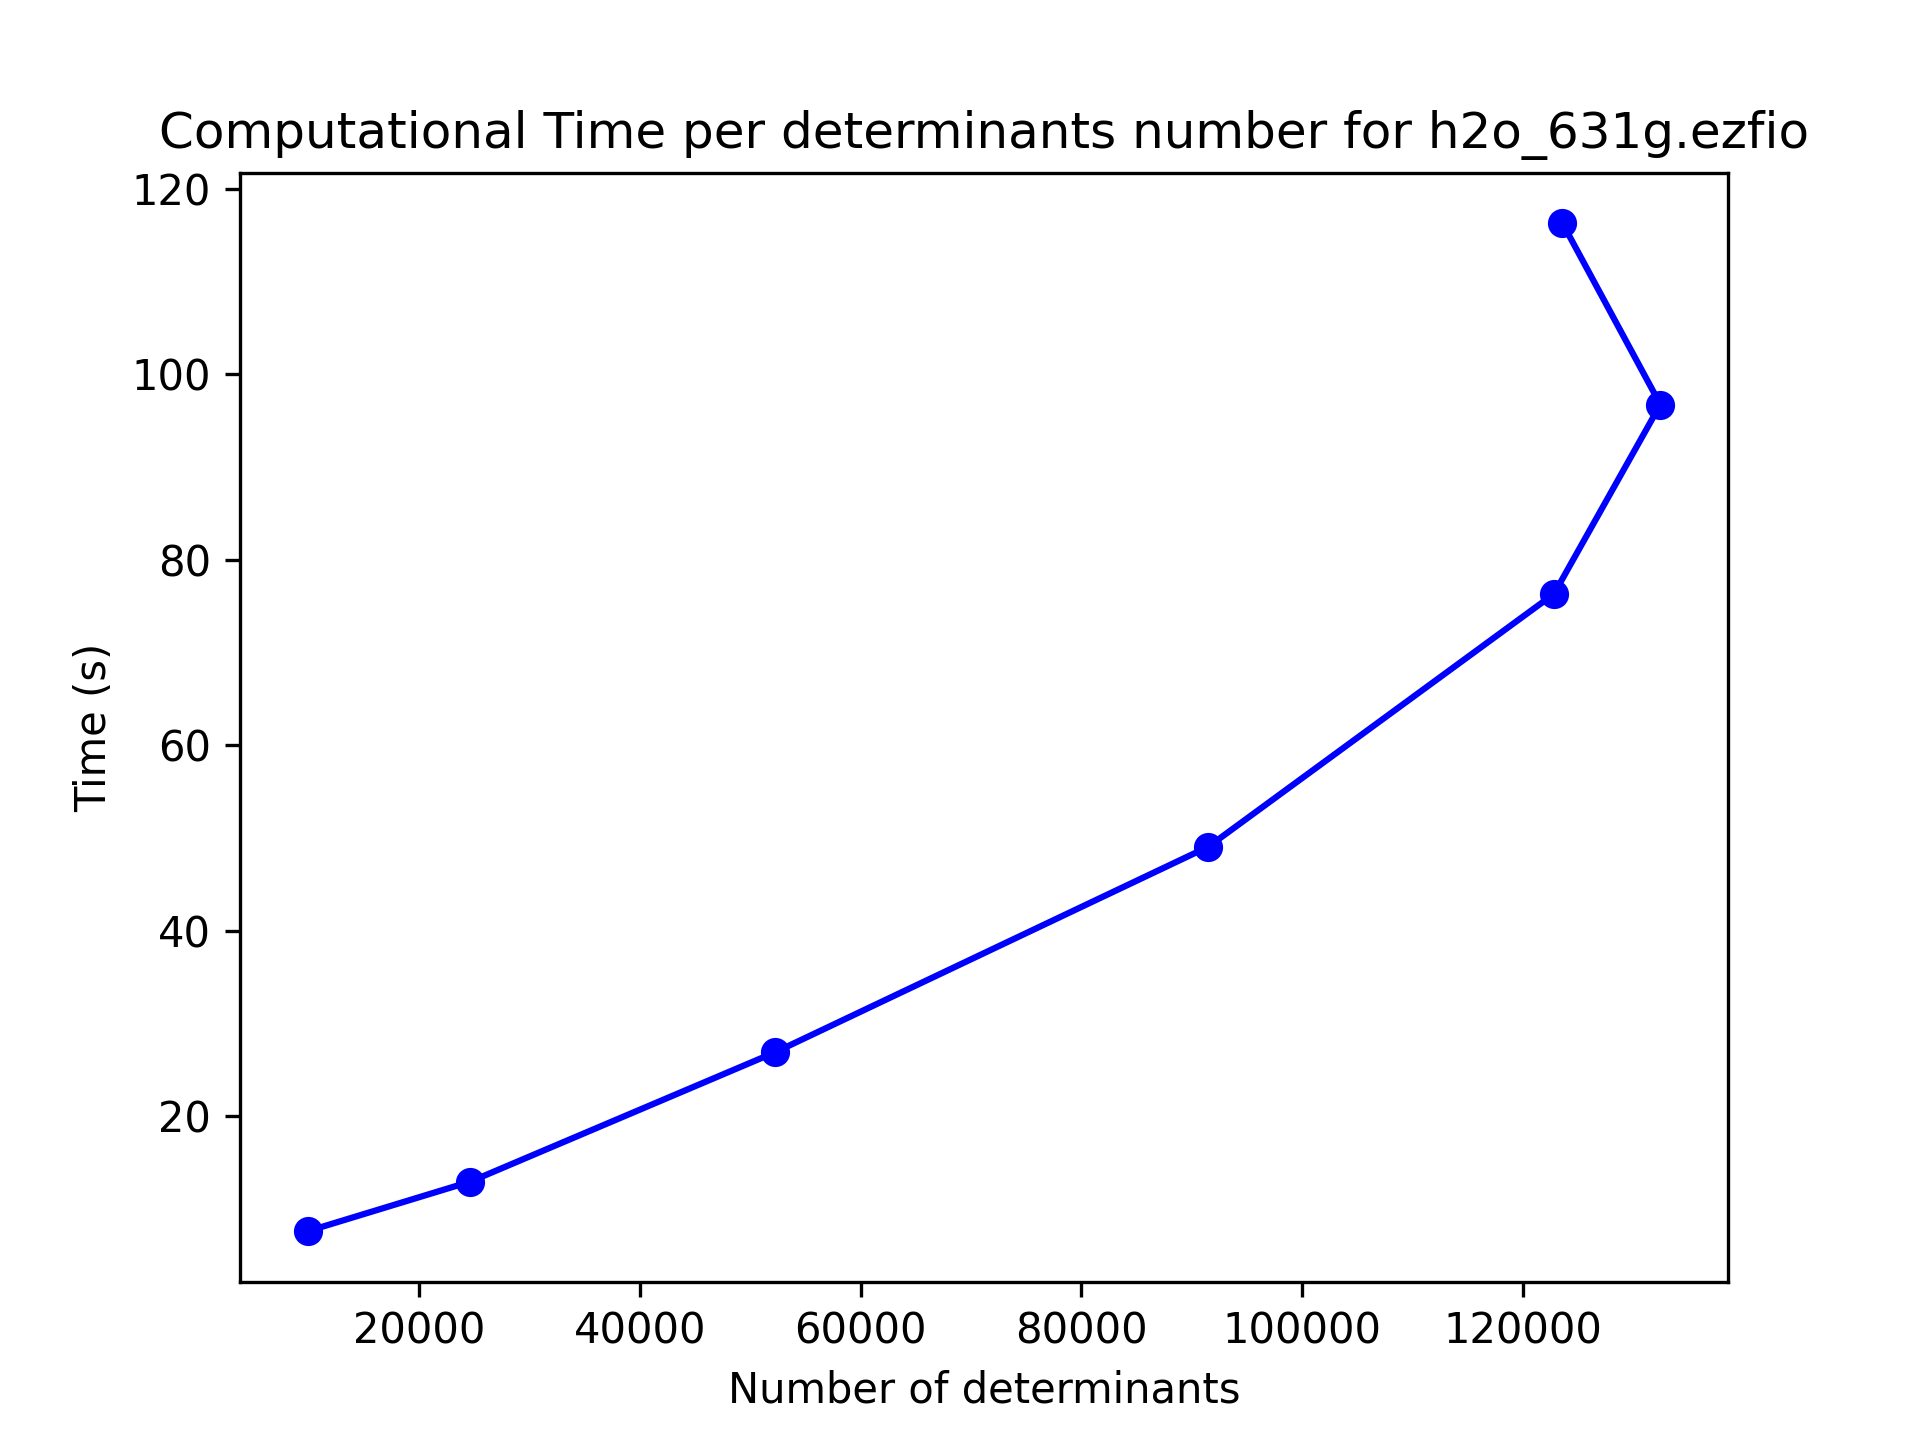 Computational Time per determinants number for h2o_631g.ezfio
120
100
80
60
40
20
Time (s)
20000 40000 60000 80000 100000 120000
Number of determinants